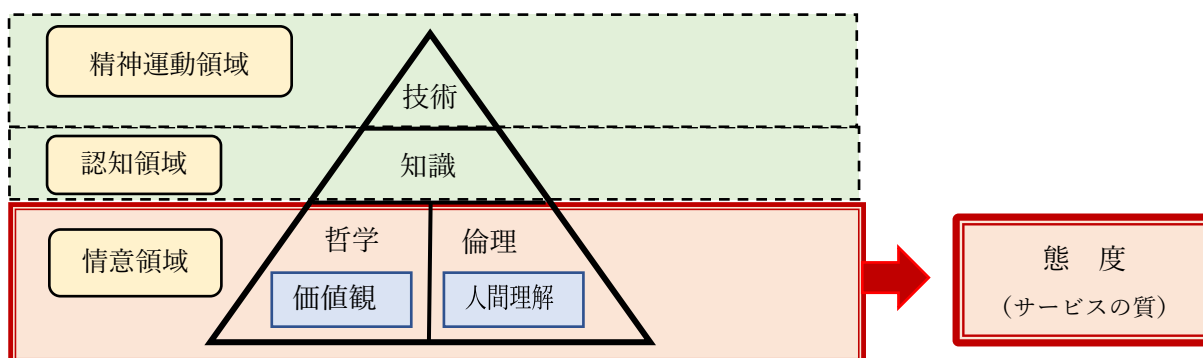 精神運動領域
技術
認知領域
知識
情意領域
哲学
倫理
価値観
人間理解
態　度
（サービスの質）